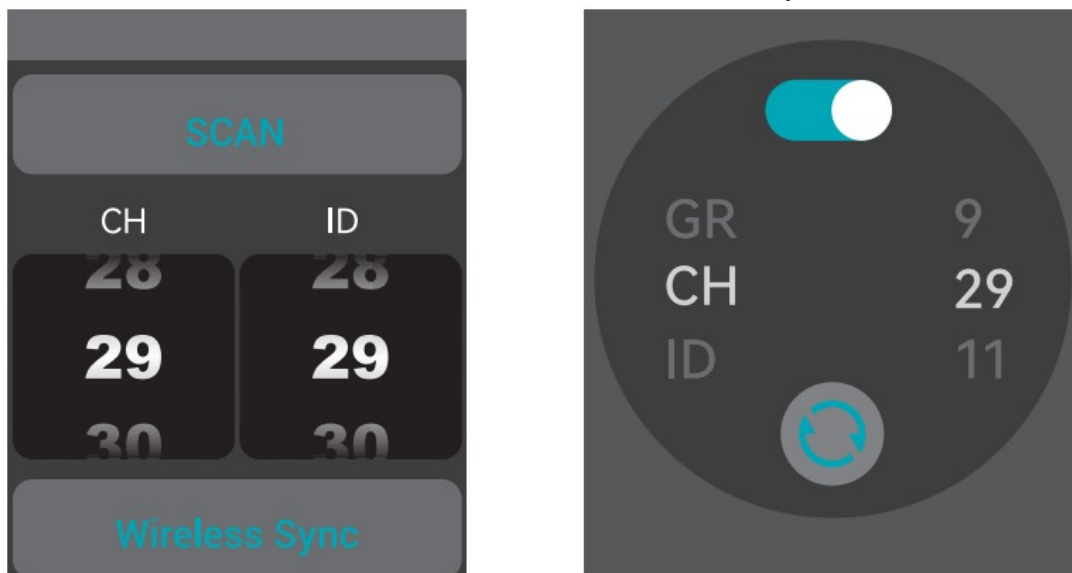 SCAN
CH ID
28 28
29 29
30 30
Wireless Sync
GR 9
CH 29
ID 11